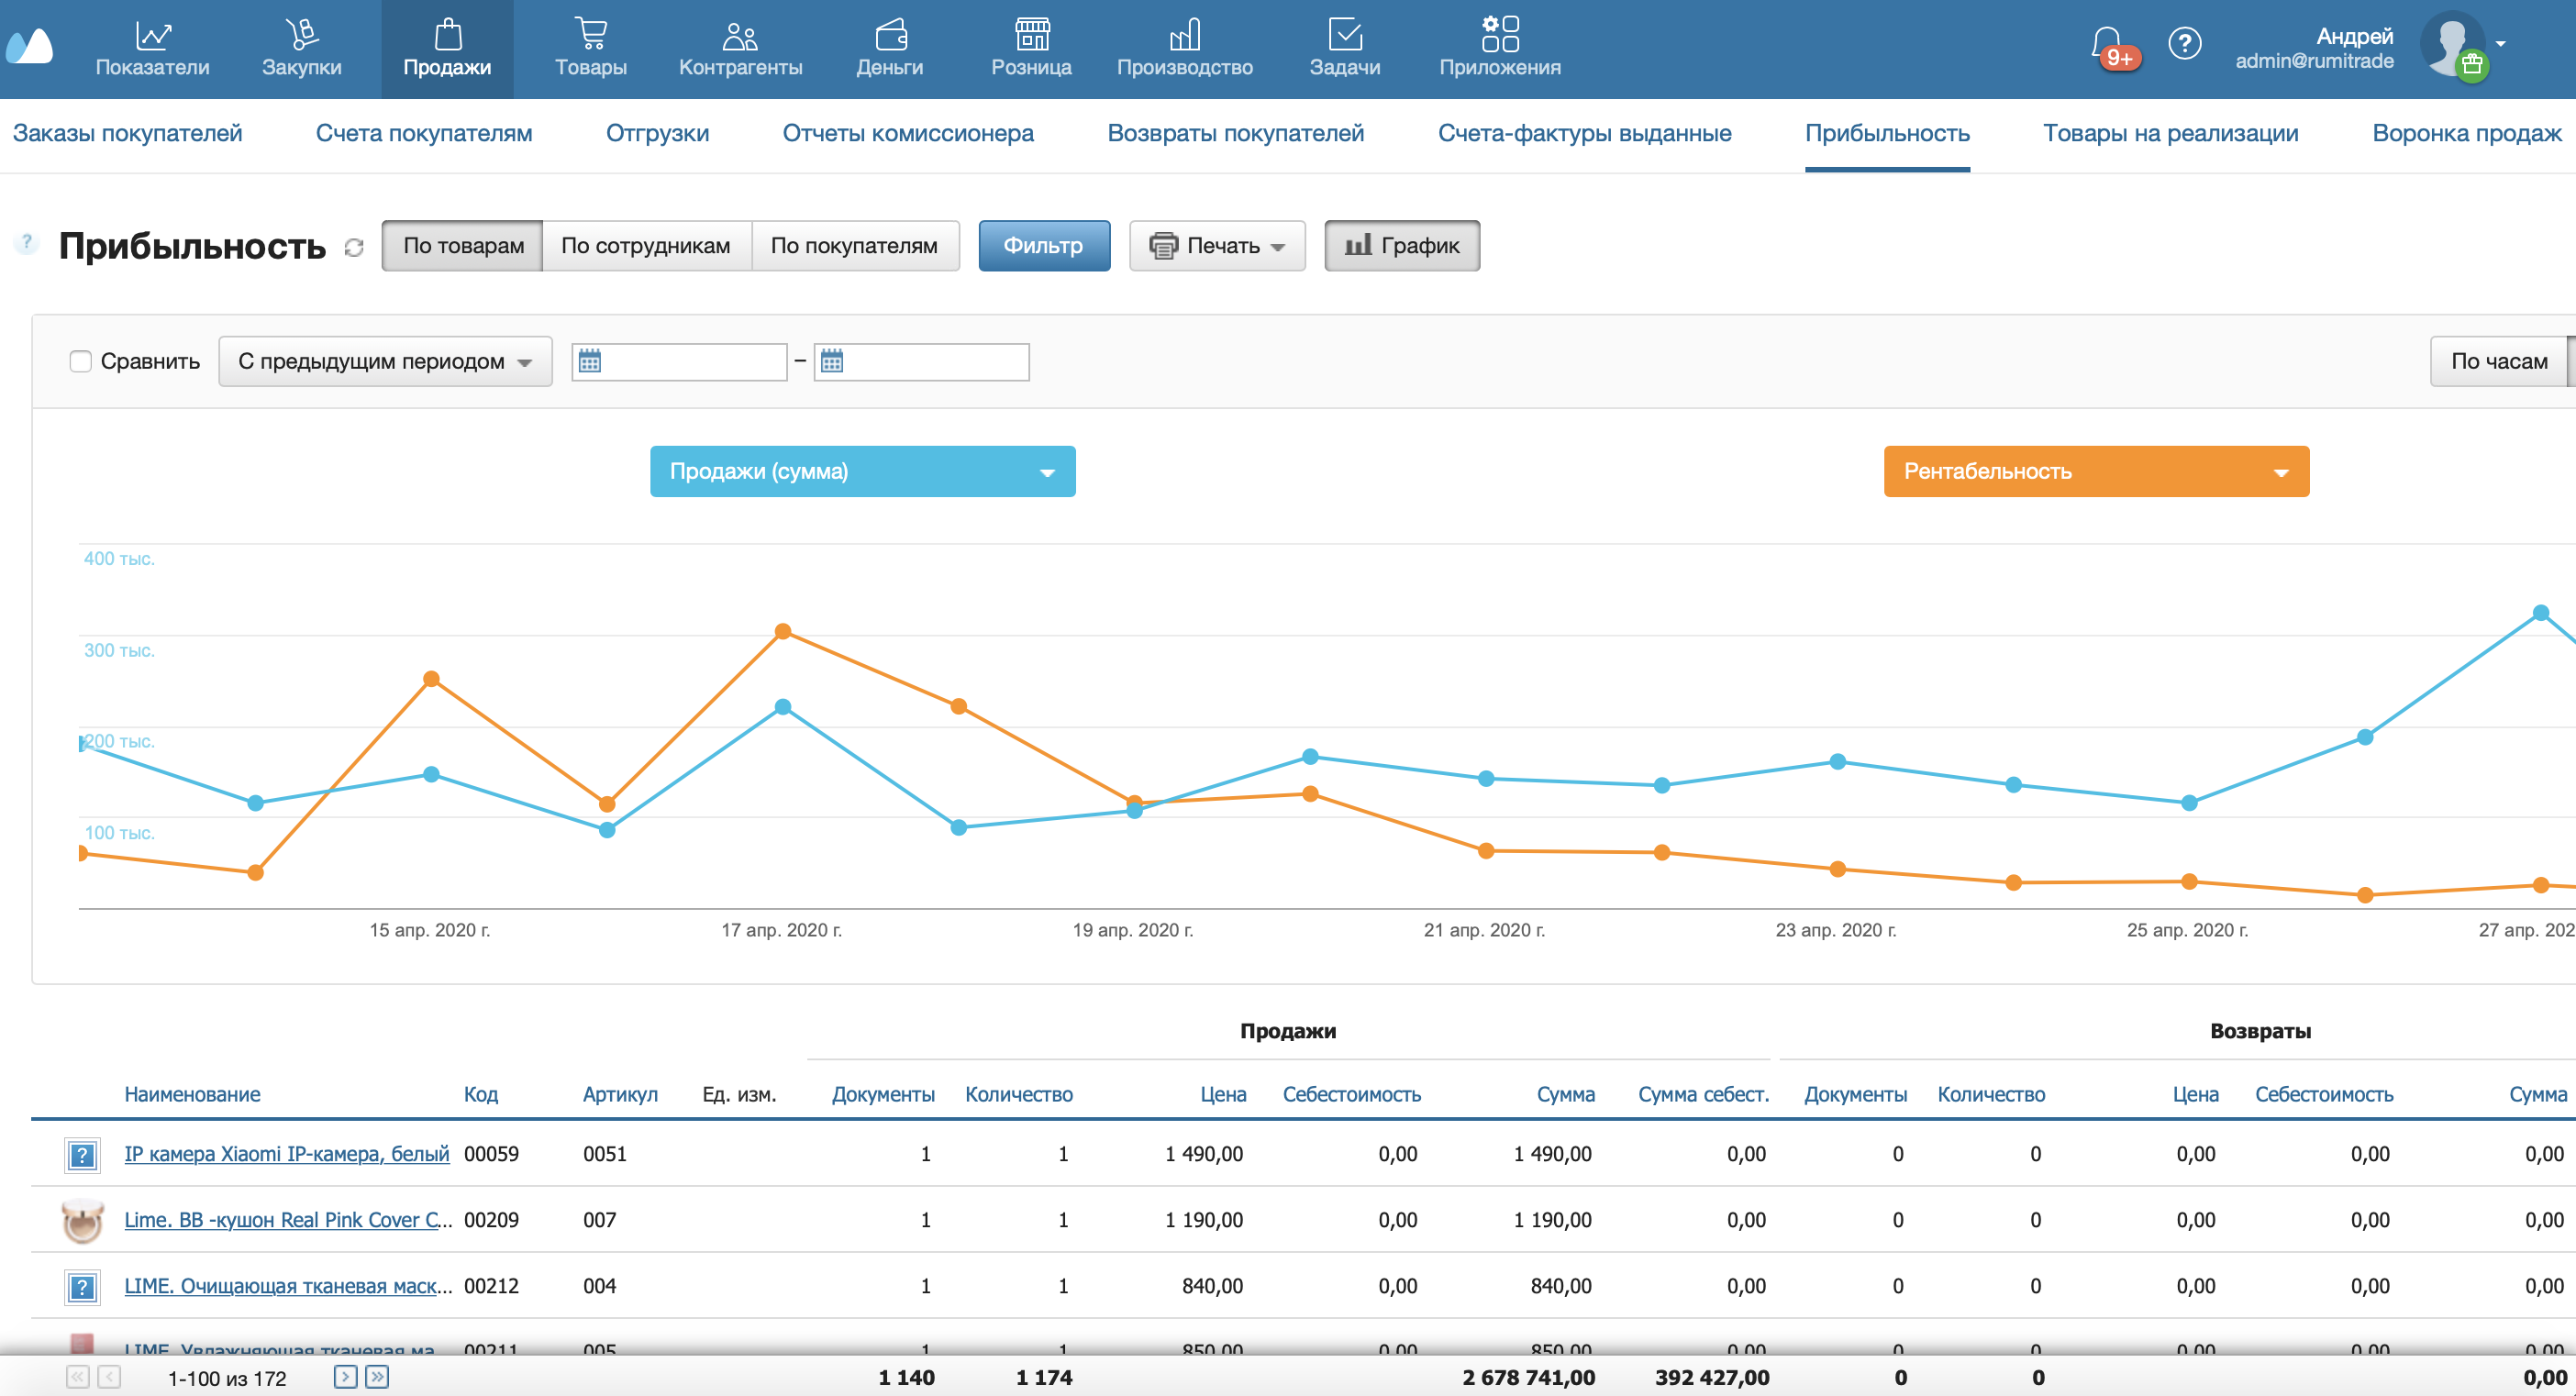 Показатели
Закупки
Продажи
Товары
Контрагенты
Деньги
Розница
Производство
Задачи
Приложения
9+
?
Андрей
admin@rumitrade
Заказы покупателей
Счета покупателям
Отгрузки
Отчеты комиссионера
Возвраты покупателей
Счета-фактуры выданные
Прибыльность
Товары на реализации
Воронка продаж
? Прибыльность
По товарам
По сотрудникам
По покупателям
Фильтр
Печать
График
Сравнить
С предыдущим периодом
–
По часам
Продажи (сумма)
Рентабельность
400 тыс.
300 тыс.
200 тыс.
100 тыс.
15 апр. 2020 г.
17 апр. 2020 г.
19 апр. 2020 г.
21 апр. 2020 г.
23 апр. 2020 г.
25 апр. 2020 г.
27 апр. 202
Продажи
Возвраты
Наименование Код Артикул Ед. изм. Документы Количество Цена Себестоимость Сумма Сумма себест. Документы Количество Цена Себестоимость Сумма
? IP камера Xiaomi IP-камера, белый 00059 0051 1 1 1 490,00 0,00 1 490,00 0,00 0 0 0,00 0,00 0,00
Lime. BB -кушон Real Pink Cover C... 00209 007 1 1 1 190,00 0,00 1 190,00 0,00 0 0 0,00 0,00 0,00
? LIME. Очищающая тканевая маск... 00212 004 1 1 840,00 0,00 840,00 0,00 0 0 0,00 0,00 0,00
LIME. Увлажняющая тканевая ма... 00211 005 1 1 850,00 0,00 850,00 0,00 0 0 0,00 0,00 0,00
1-100 из 172 1 140 1 174 2 678 741,00 392 427,00 0 0 0,00